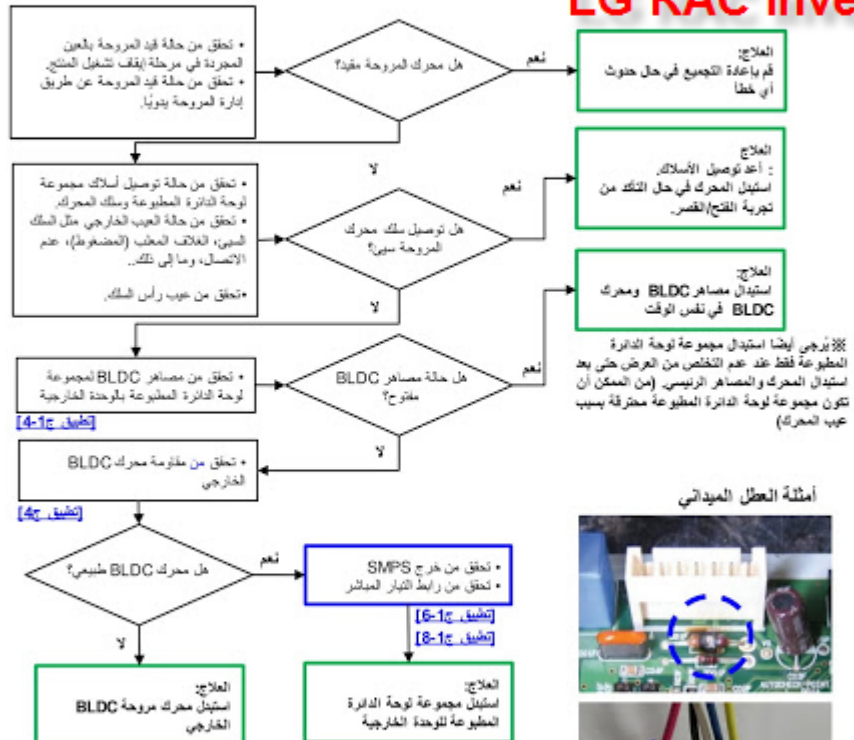 LG RAC Inve
• تحقق من حالة قيد المروحة بالعين
المجردة في مرحلة إيقاف تشغيل المنتج.
• تحقق من حالة قيد المروحة عن طريق
إدارة المروحة يدويًا.
هل محرك المروحة مقيد؟
نعم
العلاج:
قم بإعادة التجميع في حال حدوث
أي خطأ
لا
• تحقق من حالة توصيل أسلاك مجموعة
لوحة الدائرة المطبوعة وسلك المحرك.
• تحقق من حالة العيب الخارجي مثل السلك
السيئ، الغلاف المعلب (المضغوط)، عدم
الاتصال، وما إلى ذلك..
•تحقق من عيب رأس السلك.
هل توصيل سلك محرك
المروحة سيئ؟
نعم
العلاج
: أعد توصيل الأسلاك.
استبدل المحرك في حال التأكد من
تجربة الفتح/القصر.
لا
• تحقق من مصاهر BLDC لمجموعة
لوحة الدائرة المطبوعة بالوحدة الخارجية
[تطبيق ج1-4]
هل حالة مصاهر BLDC
مفتوح؟
نعم
العلاج:
استبدال مصاهر BLDC ومحرك
BLDC في نفس الوقت
※ يُرجى أيضا استبدال مجموعة لوحة الدائرة
المطبوعة فقط عند عدم التخلص من العرض حتى بعد
استبدال المحرك والمصاهر الرئيسي. (من الممكن أن
تكون مجموعة لوحة الدائرة المطبوعة محترقة بسبب
عيب المحرك)
لا
• تحقق من مقاومة محرك BLDC
الخارجي
[تطبيق ج4]
هل محرك BLDC طبيعي؟
نعم
• تحقق من خرج SMPS
• تحقق من رابط التيار المباشر
[تطبيق ج1-6]
[تطبيق ج1-8]
لا
العلاج:
استبدل محرك مروحة BLDC
الخارجي
العلاج:
استبدل مجموعة لوحة الدائرة
المطبوعة للوحدة الخارجية
أمثلة العطل الميداني
AUTOCHECK-POINT